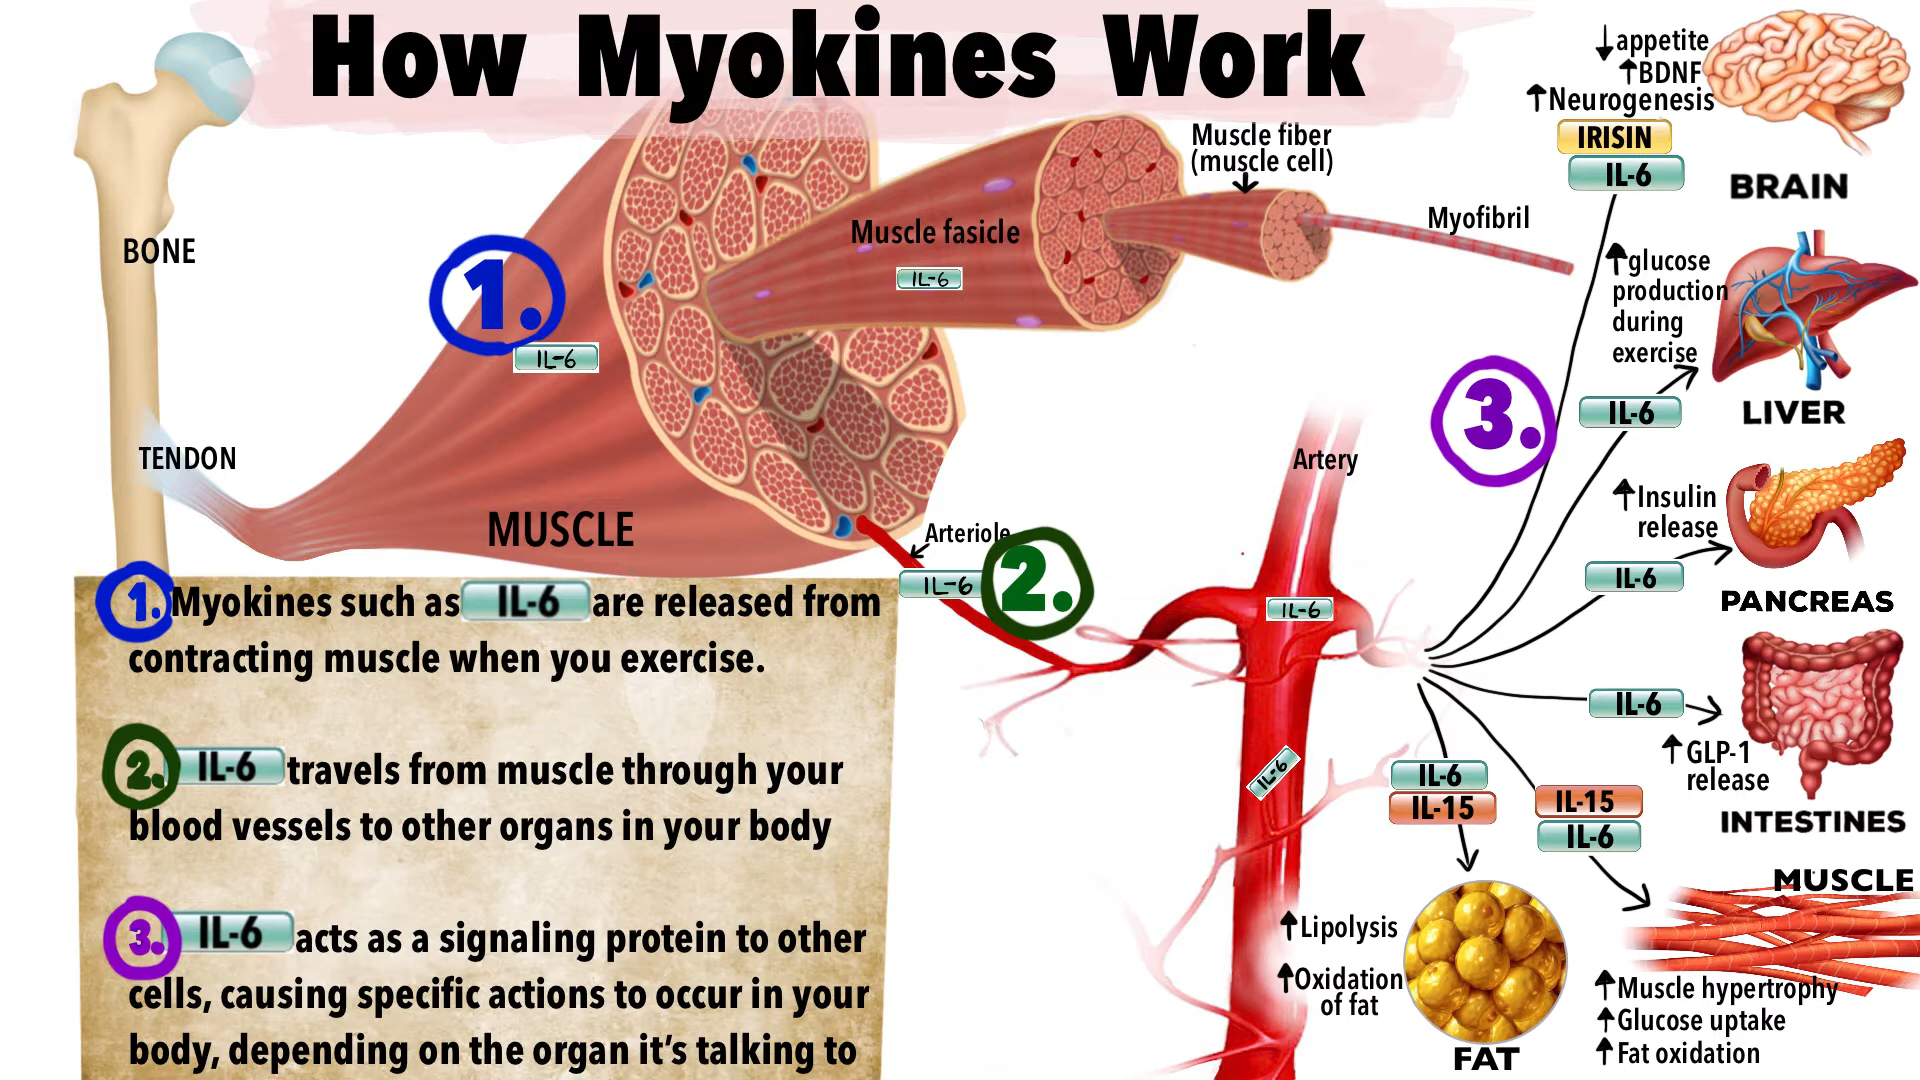 How Myokines Work
BONE
TENDON
MUSCLE
1.
IL-6
Muscle fasicle
IL-6
Muscle fiber
(muscle cell)
Myofibril
Arteriole
IL-6
2.
Artery
IL-6
IL-6
3.
1. Myokines such as IL-6 are released from
contracting muscle when you exercise.
2. IL-6 travels from muscle through your
blood vessels to other organs in your body
3. IL-6 acts as a signaling protein to other
cells, causing specific actions to occur in your
body, depending on the organ it's talking to
↓appetite
↑BDNF
↑Neurogenesis
IRISIN
IL-6
BRAIN
↑glucose
production
during
exercise
IL-6
LIVER
↑Insulin
release
IL-6
PANCREAS
IL-6
↑GLP-1
release
INTESTINES
IL-6
IL-15
↑Lipolysis
↑Oxidation
of fat
FAT
IL-15
IL-6
MUSCLE
↑Muscle hypertrophy
↑Glucose uptake
↑Fat oxidation